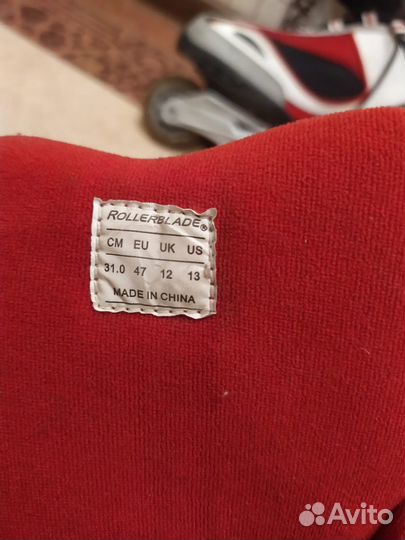 ROLLERBLADE®
CM EU UK US
31.0 47 12 13
MADE IN CHINA
Avito